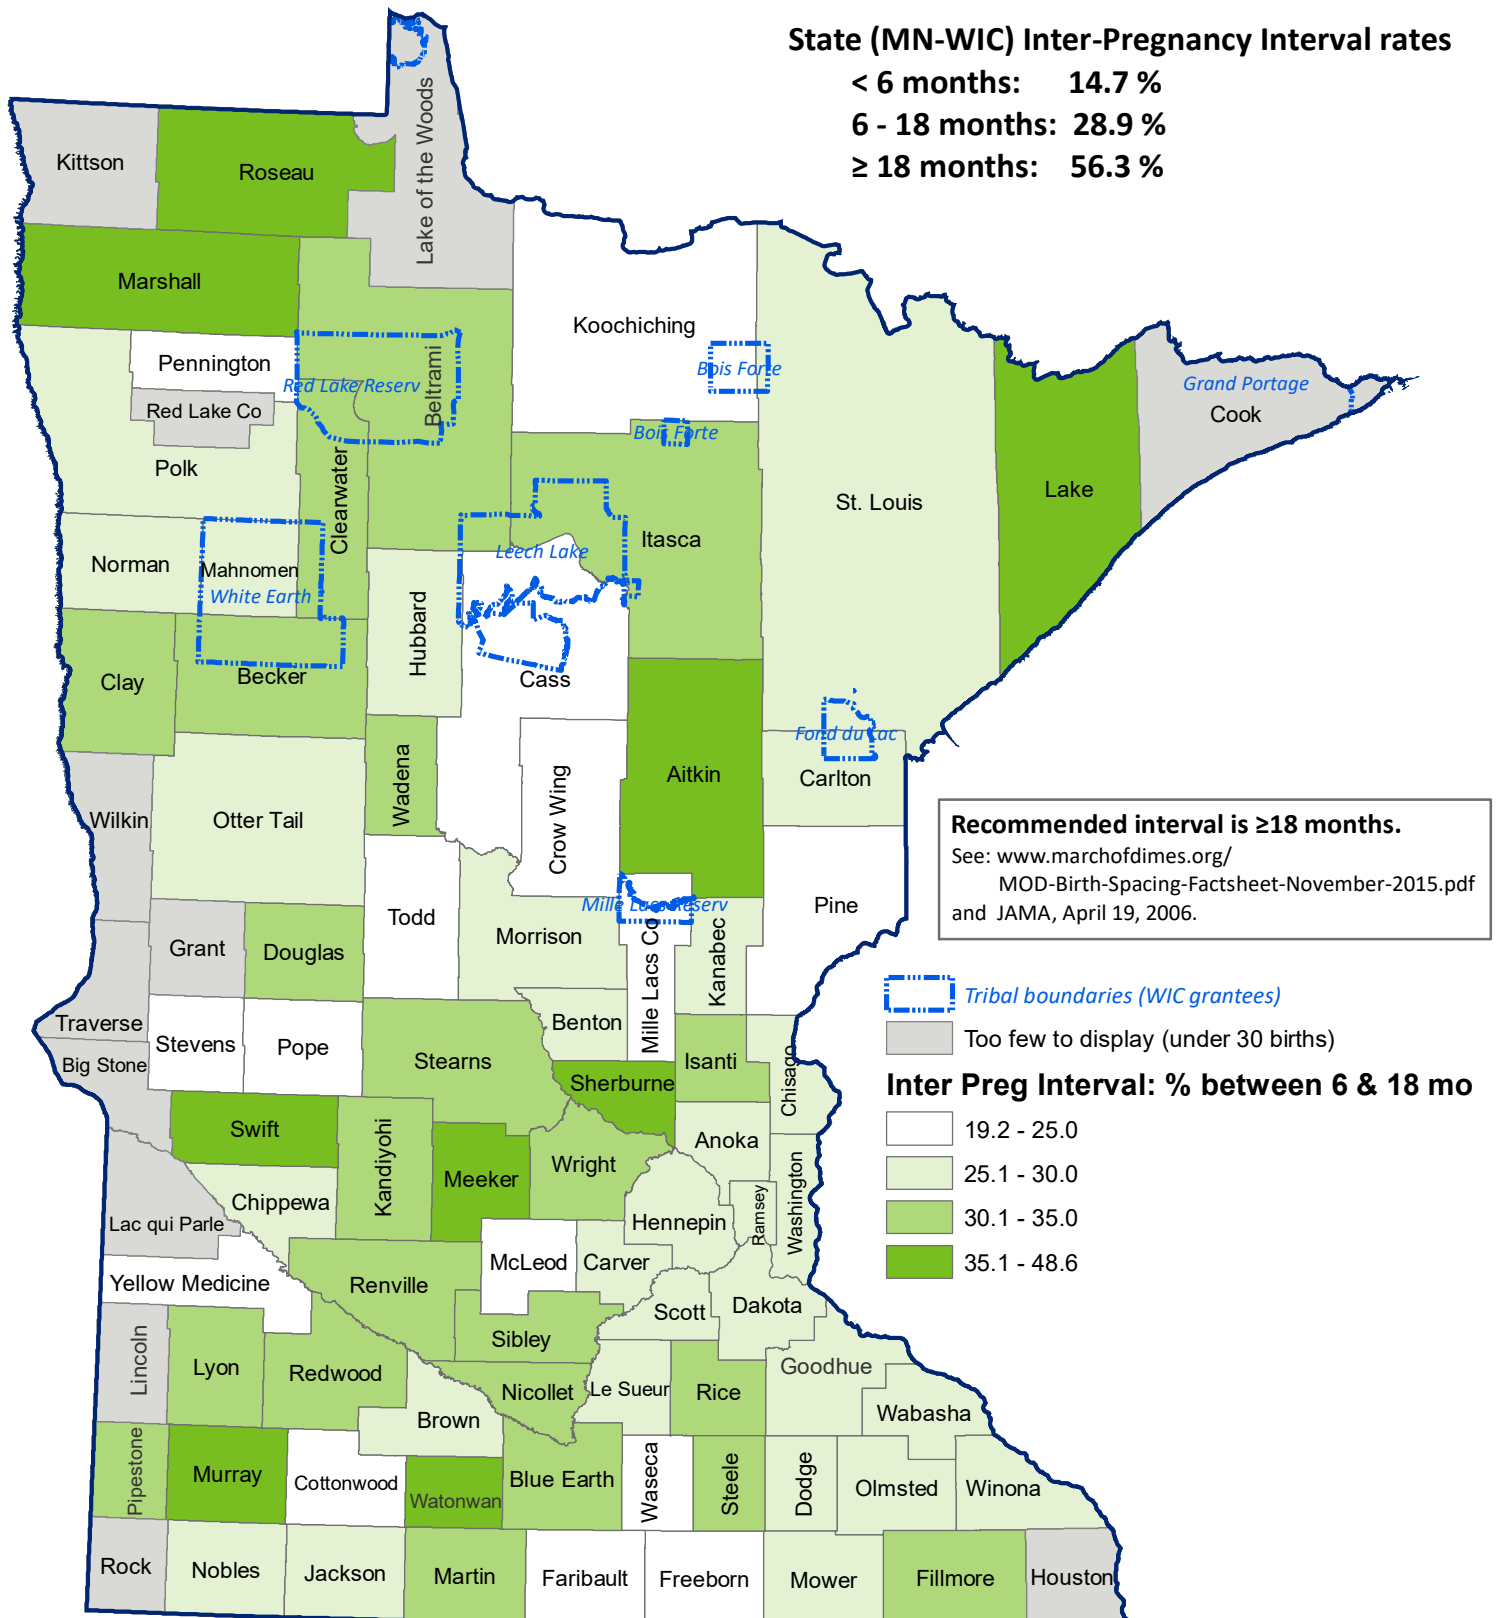 State (MN-WIC) Inter-Pregnancy Interval rates
< 6 months: 14.7 %
6 - 18 months: 28.9 %
≥ 18 months: 56.3 %
Kittson
Roseau
Lake of the Woods
Marshall
Koochiching
Pennington
Red Lake Reserv
Beltrami
Bois Forte
Grand Portage
Red Lake Co
Cook
Bois Forte
Polk
Clearwater
Lake
St. Louis
Itasca
Leech Lake
Norman
Mahnomen
White Earth
Hubbard
Clay
Becker
Cass
Fond du Lac
Wadena
Aitkin
Carlton
Crow Wing
Wilkin
Otter Tail
Recommended interval is ≥18 months.
See: www.marchofdimes.org/
MOD-Birth-Spacing-Factsheet-November-2015.pdf
and JAMA, April 19, 2006.
Mille Lacs Reserv
Pine
Todd
Morrison
Grant
Douglas
Mille Lacs Co
Kanabec
Tribal boundaries (WIC grantees)
Traverse
Benton
Too few to display (under 30 births)
Stevens
Pope
Big Stone
Stearns
Isanti
Chisago
Sherburne
Inter Preg Interval: % between 6 & 18 mo
19.2 - 25.0
25.1 - 30.0
30.1 - 35.0
35.1 - 48.6
Swift
Kandiyohi
Anoka
Wright
Meeker
Washington
Chippewa
Ramsey
Lac qui Parle
Hennepin
McLeod
Carver
Yellow Medicine
Renville
Scott
Dakota
Sibley
Lincoln
Lyon
Redwood
Goodhue
Nicollet
Le Sueur
Rice
Brown
Wabasha
Pipestone
Murray
Cottonwood
Watonwan
Blue Earth
Waseca
Steele
Dodge
Olmsted
Winona
Rock
Nobles
Jackson
Martin
Faribault
Freeborn
Mower
Fillmore
Houston